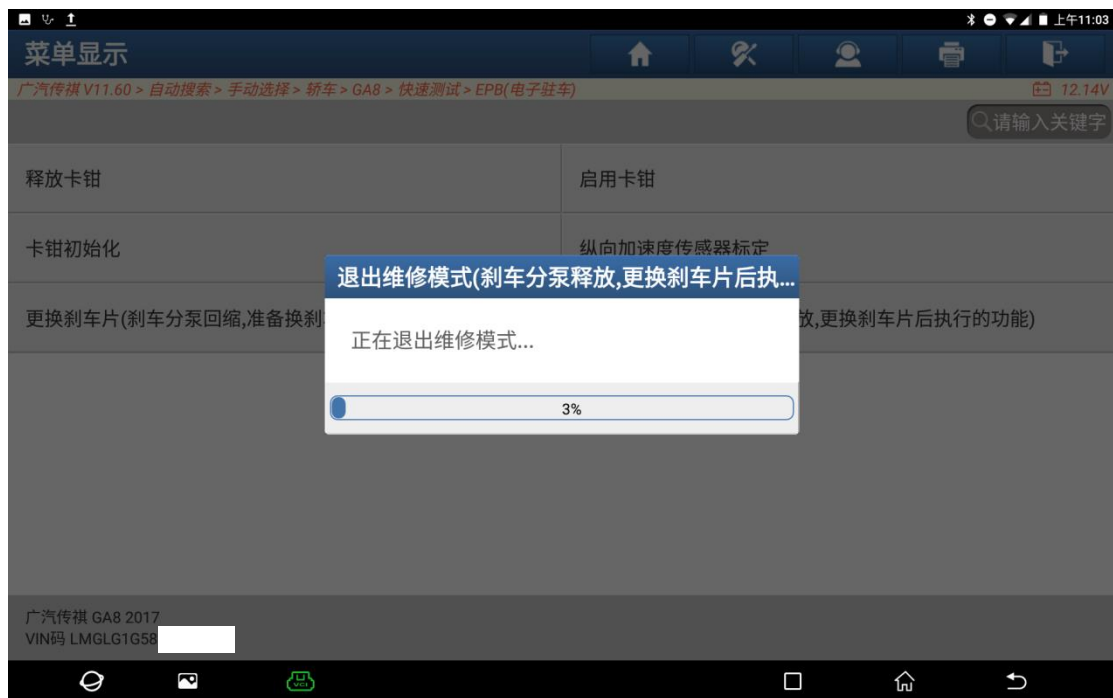 上午11:03
菜单显示
广汽传祺 V11.60 > 自动搜索 > 手动选择 > 轿车 > GA8 > 快速测试 > EPB(电子驻车)
12.14V
请输入关键字
释放卡钳
启用卡钳
卡钳初始化
纵向加速度传感器标定
退出维修模式(刹车分泵释放,更换刹车片后执...
更换刹车片(刹车分泵回缩,准备换刹
放,更换刹车片后执行的功能)
正在退出维修模式...
3%
广汽传祺 GA8 2017
VIN码 LMGLG1G58
VCI